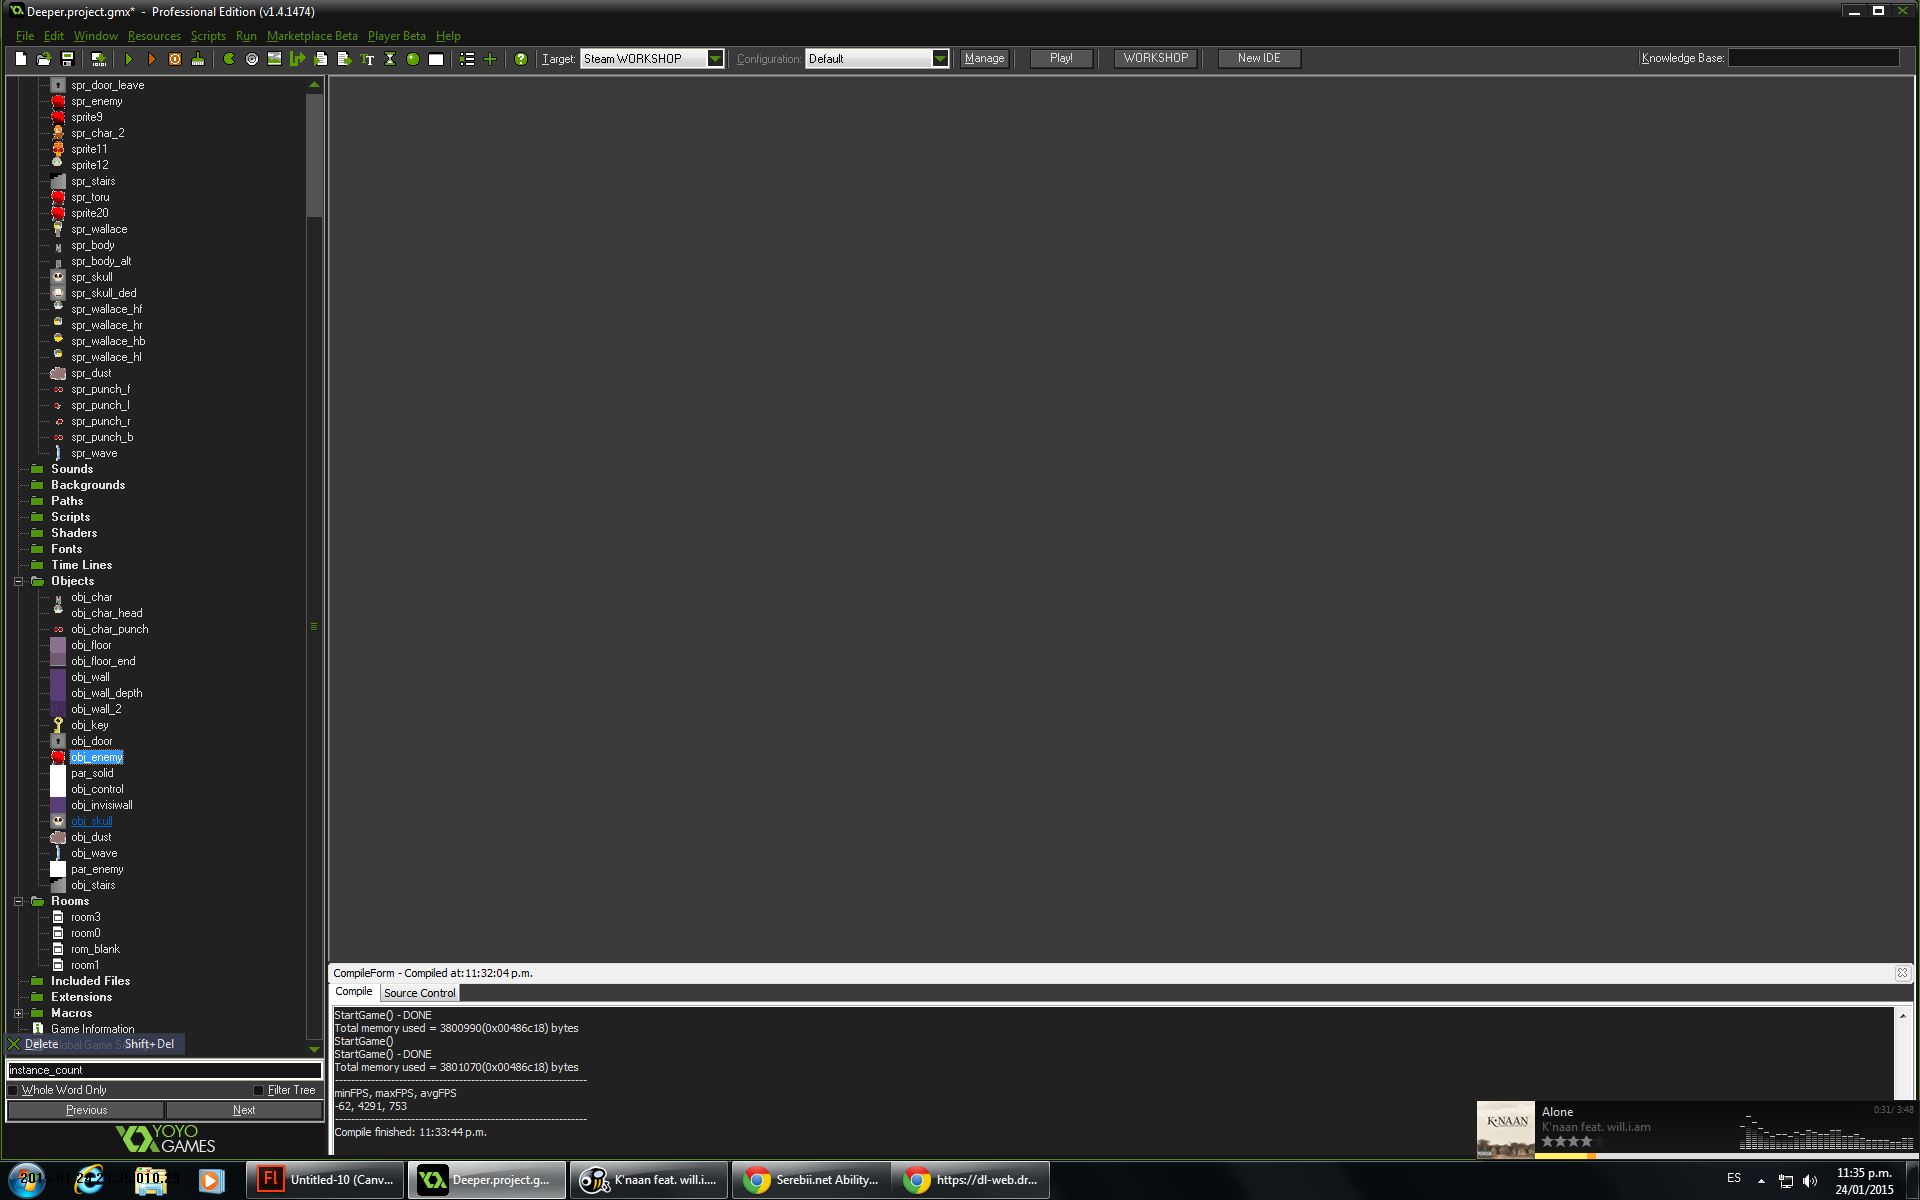 Deeper.project.gmx* - Professional Edition (v1.4.1474)
File Edit Window Resources Scripts Run Marketplace Beta Player Beta Help
Target: Steam WORKSHOP Configuration: Default Manage Play! WORKSHOP New IDE Knowledge Base:
spr_door_leave
spr_enemy
sprite9
spr_char_2
sprite11
sprite12
spr_stairs
spr_toru
sprite20
spr_wallace
spr_body
spr_body_alt
spr_skull
spr_skull_ded
spr_wallace_hf
spr_wallace_hr
spr_wallace_hb
spr_wallace_hl
spr_dust
spr_punch_f
spr_punch_l
spr_punch_r
spr_punch_b
spr_wave
Sounds
Backgrounds
Paths
Scripts
Shaders
Fonts
Time Lines
Objects
obj_char
obj_char_head
obj_char_punch
obj_floor
obj_floor_end
obj_wall
obj_wall_depth
obj_wall_2
obj_key
obj_door
obj_enemy
par_solid
obj_control
obj_invisiwall
obj_skull
obj_dust
obj_wave
par_enemy
obj_stairs
Rooms
room3
room0
rom_blank
room1
Included Files
Extensions
Macros
Game Information
Delete Shift+Del
instance_count
Whole Word Only Filter Tree
Previous Next
YOYO
GAMES
CompileForm - Compiled at: 11:32:04 p.m.
Compile Source Control
StartGame() - DONE
Total memory used = 3800990(0x00486c18) bytes
StartGame()
StartGame() - DONE
Total memory used = 3801070(0x00486c18) bytes
minFPS, maxFPS, avgFPS
-62, 4291, 753
Compile finished: 11:33:44 p.m.
K'NAAN
Alone 0:31/ 3:48
K'naan feat. will.i.am
Untitled-10 (Canv... Deeper.project.g... K'naan feat. will.i.... Serebii.net Ability... https://dl-web.dr...
ES
11:35 p.m.
24/01/2015